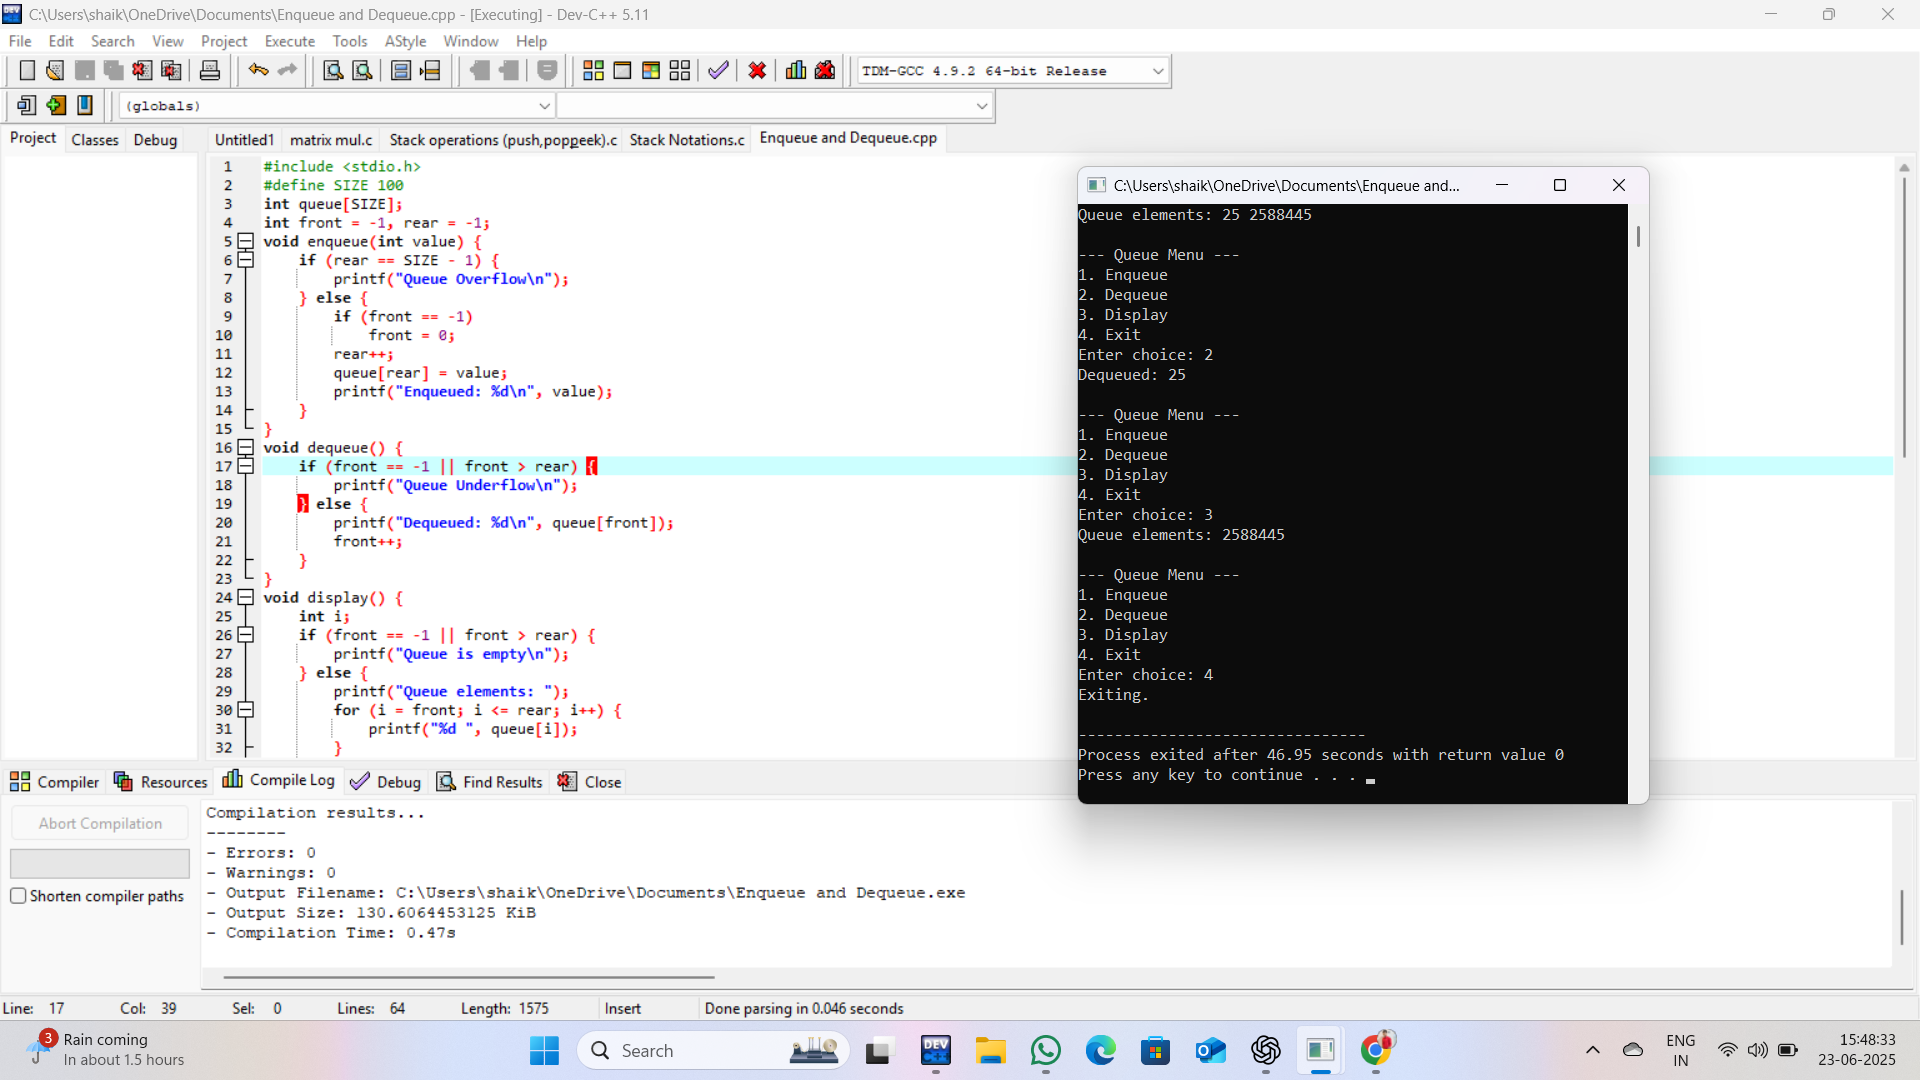 C:\Users\shaik\OneDrive\Documents\Enqueue and Dequeue.cpp - [Executing] - Dev-C++ 5.11
File Edit Search View Project Execute Tools AStyle Window Help
TDM-GCC 4.9.2 64-bit Release
(globals)
Project Classes Debug
Untitled1 matrix mul.c Stack operations (push,poppeek).c Stack Notations.c Enqueue and Dequeue.cpp
1 #include <stdio.h>
2 #define SIZE 100
3 int queue[SIZE];
4 int front = -1, rear = -1;
5 void enqueue(int value) {
6 if (rear == SIZE - 1) {
7 printf("Queue Overflow\n");
8 } else {
9 if (front == -1)
10 front = 0;
11 rear++;
12 queue[rear] = value;
13 printf("Enqueued: %d\n", value);
14 }
15 }
16 void dequeue() {
17 if (front == -1 || front > rear) {
18 printf("Queue Underflow\n");
19 } else {
20 printf("Dequeued: %d\n", queue[front]);
21 front++;
22 }
23 }
24 void display() {
25 int i;
26 if (front == -1 || front > rear) {
27 printf("Queue is empty\n");
28 } else {
29 printf("Queue elements: ");
30 for (i = front; i <= rear; i++) {
31 printf("%d ", queue[i]);
32 }
C:\Users\shaik\OneDrive\Documents\Enqueue and...
Queue elements: 25 2588445
--- Queue Menu ---
1. Enqueue
2. Dequeue
3. Display
4. Exit
Enter choice: 2
Dequeued: 25
--- Queue Menu ---
1. Enqueue
2. Dequeue
3. Display
4. Exit
Enter choice: 3
Queue elements: 2588445
--- Queue Menu ---
1. Enqueue
2. Dequeue
3. Display
4. Exit
Enter choice: 4
Exiting.
--------------------------------
Process exited after 46.95 seconds with return value 0
Press any key to continue . . .
Compiler Resources Compile Log Debug Find Results Close
Abort Compilation
Shorten compiler paths
Compilation results...
--------
- Errors: 0
- Warnings: 0
- Output Filename: C:\Users\shaik\OneDrive\Documents\Enqueue and Dequeue.exe
- Output Size: 130.6064453125 KiB
- Compilation Time: 0.47s
Line: 17 Col: 39 Sel: 0 Lines: 64 Length: 1575 Insert Done parsing in 0.046 seconds
3
Rain coming
In about 1.5 hours
Search
DEV
C++
ENG
IN
15:48:33
23-06-2025